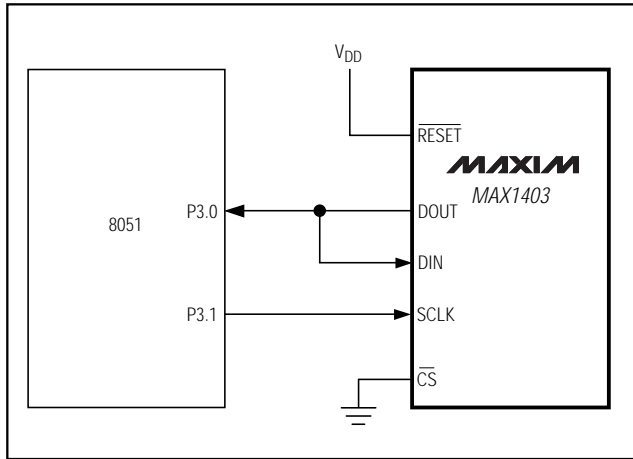 VDD
RESET
MAXIM
MAX1403
8051
P3.0
DOUT
DIN
P3.1
SCLK
CS